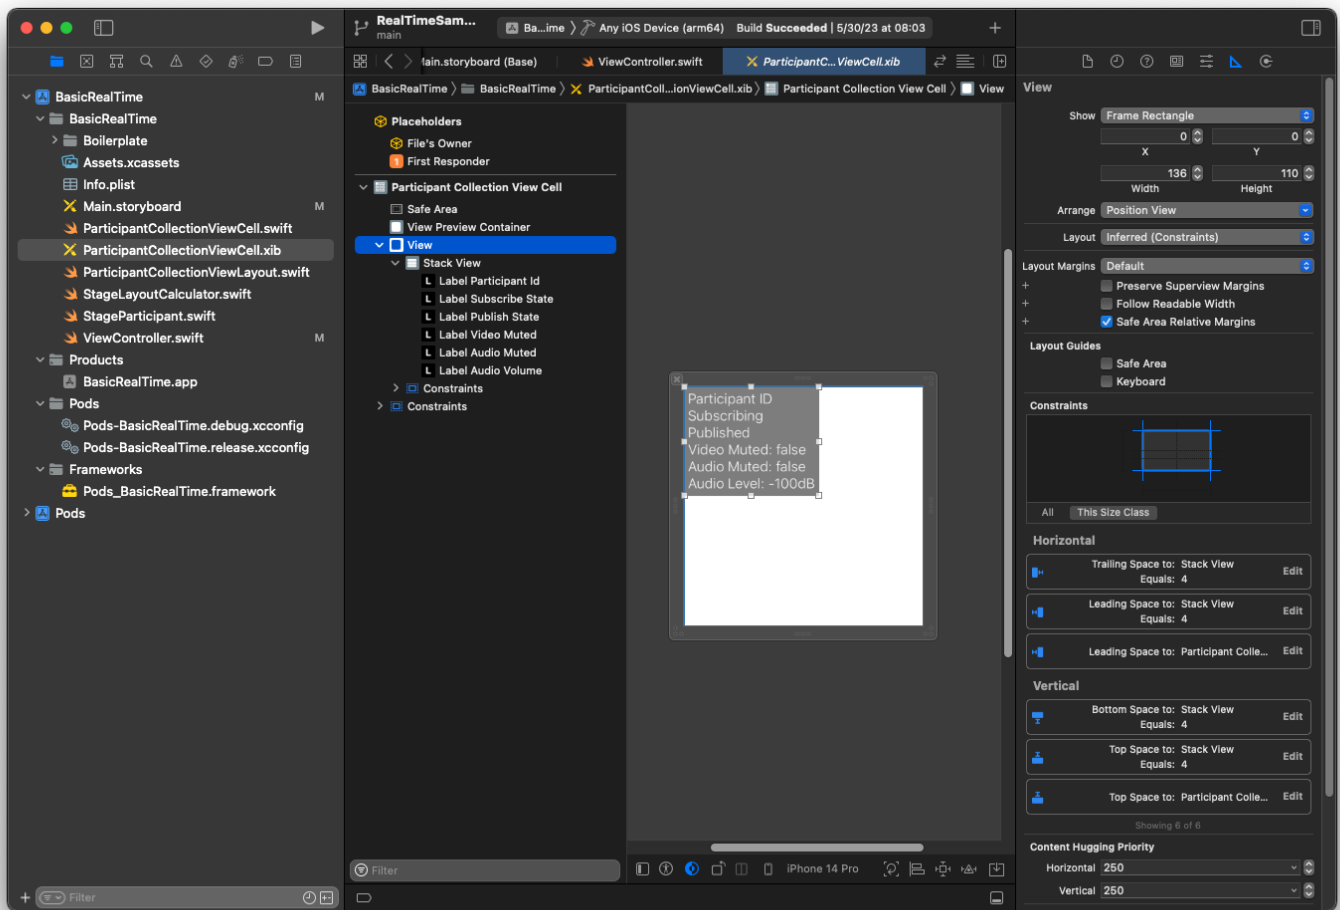 RealTimeSam...
main
Ba...ime 〉 Any iOS Device (arm64) Build Succeeded | 5/30/23 at 08:03
BasicRealTime M
BasicRealTime
Boilerplate
Assets.xcassets
Info.plist
Main.storyboard M
ParticipantCollectionViewCell.swift
ParticipantCollectionViewCell.xib
ParticipantCollectionViewLayout.swift
StageLayoutCalculator.swift
StageParticipant.swift
ViewController.swift M
Products
BasicRealTime.app
Pods
Pods-BasicRealTime.debug.xcconfig
Pods-BasicRealTime.release.xcconfig
Frameworks
Pods_BasicRealTime.framework
Pods
Filter
Main.storyboard (Base) ViewController.swift ParticipantC...ViewCell.xib
BasicRealTime 〉 BasicRealTime 〉 ParticipantColl...ionViewCell.xib 〉 Participant Collection View Cell 〉 View
Placeholders
File's Owner
1 First Responder
Participant Collection View Cell
Safe Area
View Preview Container
View
Stack View
L Label Participant Id
L Label Subscribe State
L Label Publish State
L Label Video Muted
L Label Audio Muted
L Label Audio Volume
Constraints
Constraints
Filter
Participant ID
Subscribing
Published
Video Muted: false
Audio Muted: false
Audio Level: -100dB
iPhone 14 Pro
View
Show Frame Rectangle
0 0
X Y
136 110
Width Height
Arrange Position View
Layout Inferred (Constraints)
Layout Margins Default
Preserve Superview Margins
Follow Readable Width
Safe Area Relative Margins
Layout Guides
Safe Area
Keyboard
Constraints
All This Size Class
Horizontal
Trailing Space to: Stack View Edit
Equals: 4
Leading Space to: Stack View Edit
Equals: 4
Leading Space to: Participant Colle... Edit
Vertical
Bottom Space to: Stack View Edit
Equals: 4
Top Space to: Stack View Edit
Equals: 4
Top Space to: Participant Colle... Edit
Showing 6 of 6
Content Hugging Priority
Horizontal 250
Vertical 250